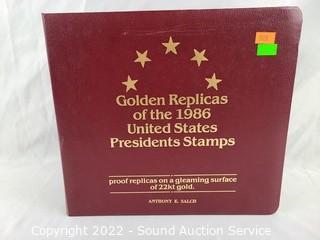 Golden Replicas
of the 1986
United States
Presidents Stamps
proof replicas on a gleaming surface
of 22kt gold.
ANTHONY E. SALCH
Copyright 2022 - Sound Auction Service